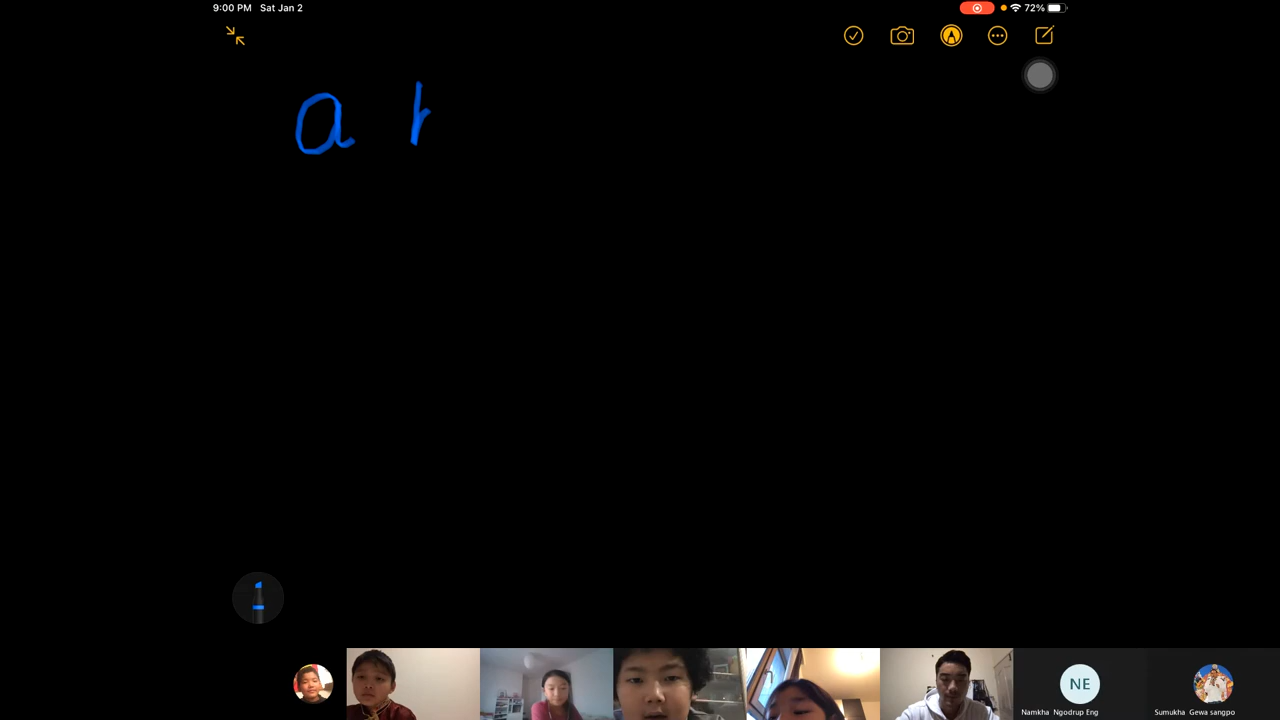 9:00 PM Sat Jan 2
72%
a
NE
Namkha Ngodrup Eng
Sumukha Gewa sangpo